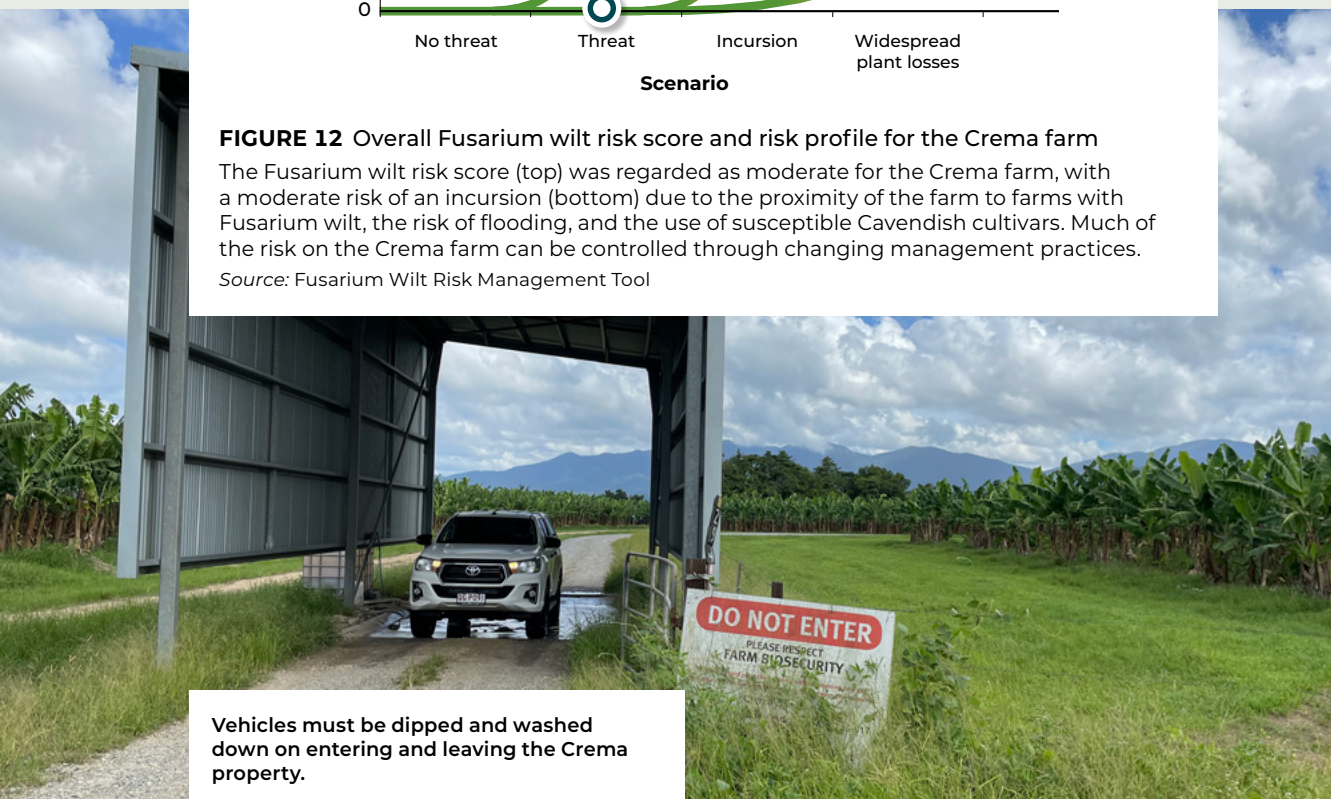 0
No threat
Threat
Incursion
Widespread
plant losses
Scenario
FIGURE 12 Overall Fusarium wilt risk score and risk profile for the Crema farm
The Fusarium wilt risk score (top) was regarded as moderate for the Crema farm, with
a moderate risk of an incursion (bottom) due to the proximity of the farm to farms with
Fusarium wilt, the risk of flooding, and the use of susceptible Cavendish cultivars. Much of
the risk on the Crema farm can be controlled through changing management practices.
Source: Fusarium Wilt Risk Management Tool
DO NOT ENTER
PLEASE RESPECT
FARM BIOSECURITY
Vehicles must be dipped and washed
down on entering and leaving the Crema
property.